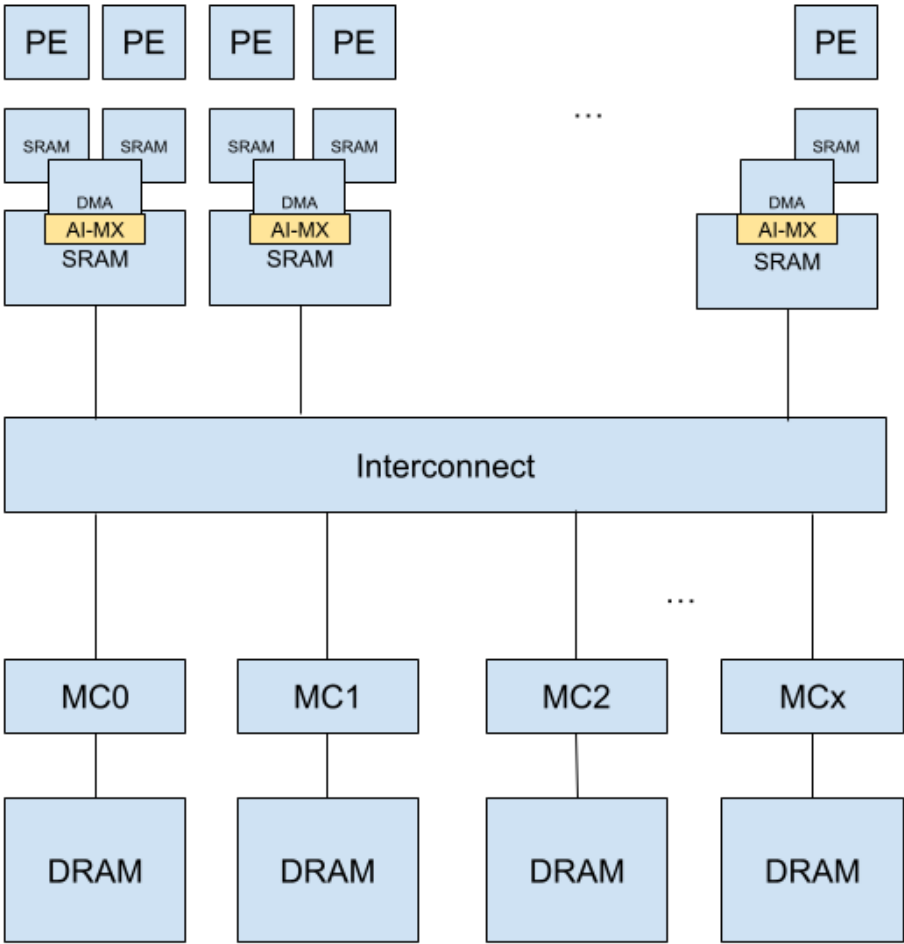 PE PE PE PE PE
...
SRAM SRAM SRAM SRAM SRAM
DMA DMA DMA
AI-MX AI-MX AI-MX
SRAM SRAM SRAM
Interconnect
...
MC0 MC1 MC2 MCx
DRAM DRAM DRAM DRAM